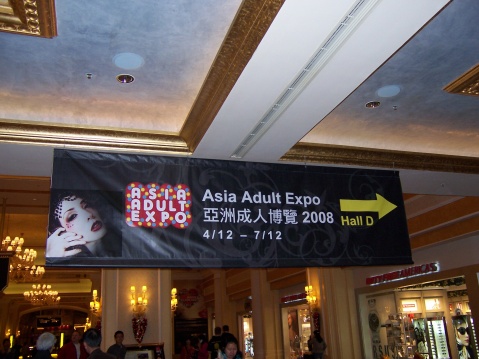 ASIA
ADULT
EXPO
Asia Adult Expo
亞洲成人博覽 2008
4/12 – 7/12
Hall D